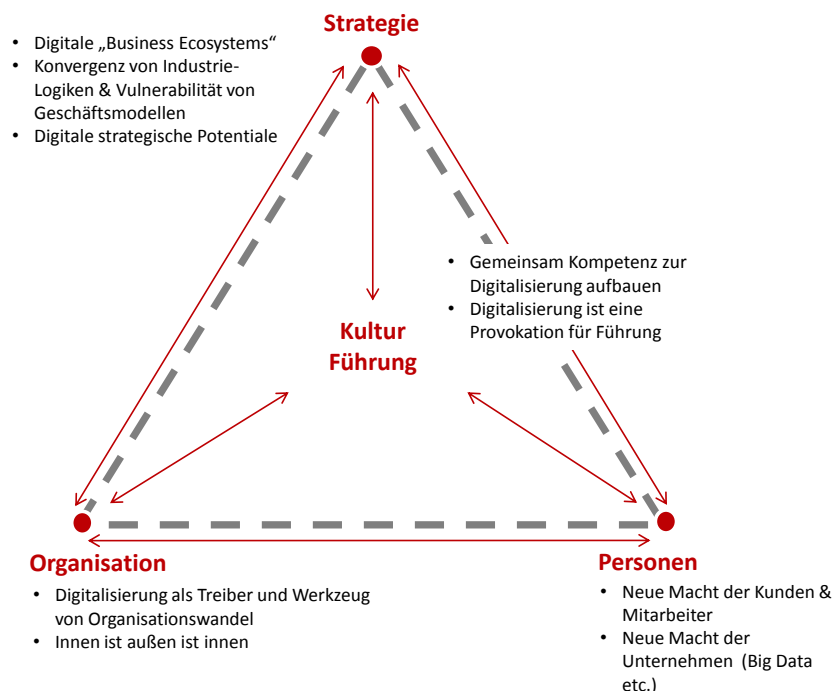 Strategie
• Digitale „Business Ecosystems“
• Konvergenz von Industrie-
Logiken & Vulnerabilität von
Geschäftsmodellen
• Digitale strategische Potentiale
• Gemeinsam Kompetenz zur
Digitalisierung aufbauen
• Digitalisierung ist eine
Provokation für Führung
Kultur
Führung
Organisation
• Digitalisierung als Treiber und Werkzeug
von Organisationswandel
• Innen ist außen ist innen
Personen
• Neue Macht der Kunden &
Mitarbeiter
• Neue Macht der
Unternehmen (Big Data
etc.)